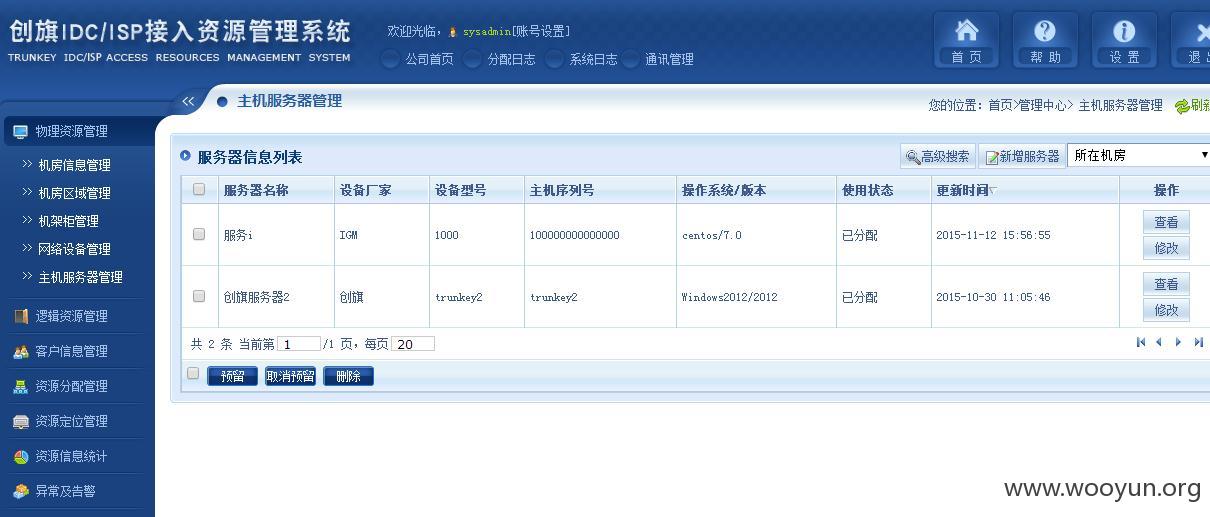 创旗IDC/ISP接入资源管理系统
TRUNKEY IDC/ISP ACCESS RESOURCES MANAGEMENT SYSTEM
欢迎光临， sysadmin[账号设置]
公司首页 分配日志 系统日志 通讯管理
首 页 帮 助 设 置 退
主机服务器管理
您的位置：首页>管理中心> 主机服务器管理 刷新
物理资源管理
机房信息管理
机房区域管理
机架柜管理
网络设备管理
主机服务器管理
逻辑资源管理
客户信息管理
资源分配管理
资源定位管理
资源信息统计
异常及告警
服务器信息列表
高级搜索 新增服务器 所在机房
服务器名称 设备厂家 设备型号 主机序列号 操作系统/版本 使用状态 更新时间 操作
服务i IGM 1000 100000000000000 centos/7.0 已分配 2015-11-12 15:56:55 查看
修改
创旗服务器2 创旗 trunkey2 trunkey2 Windows2012/2012 已分配 2015-10-30 11:05:46 查看
修改
共 2 条 当前第 1 /1 页，每页 20
预留 取消预留 删除
www.wooyun.org